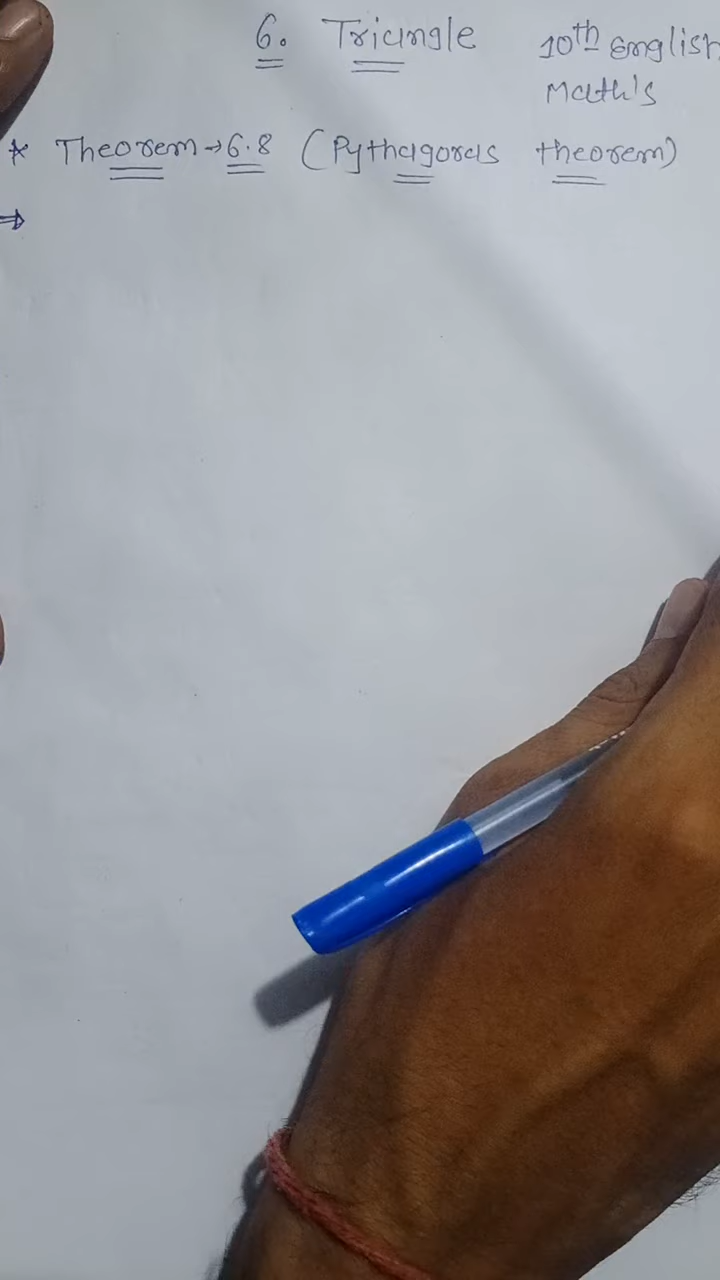 6. Triangle 10th English
Math's
* Theorem → 6.8 (Pythagoras theorem)
⇒